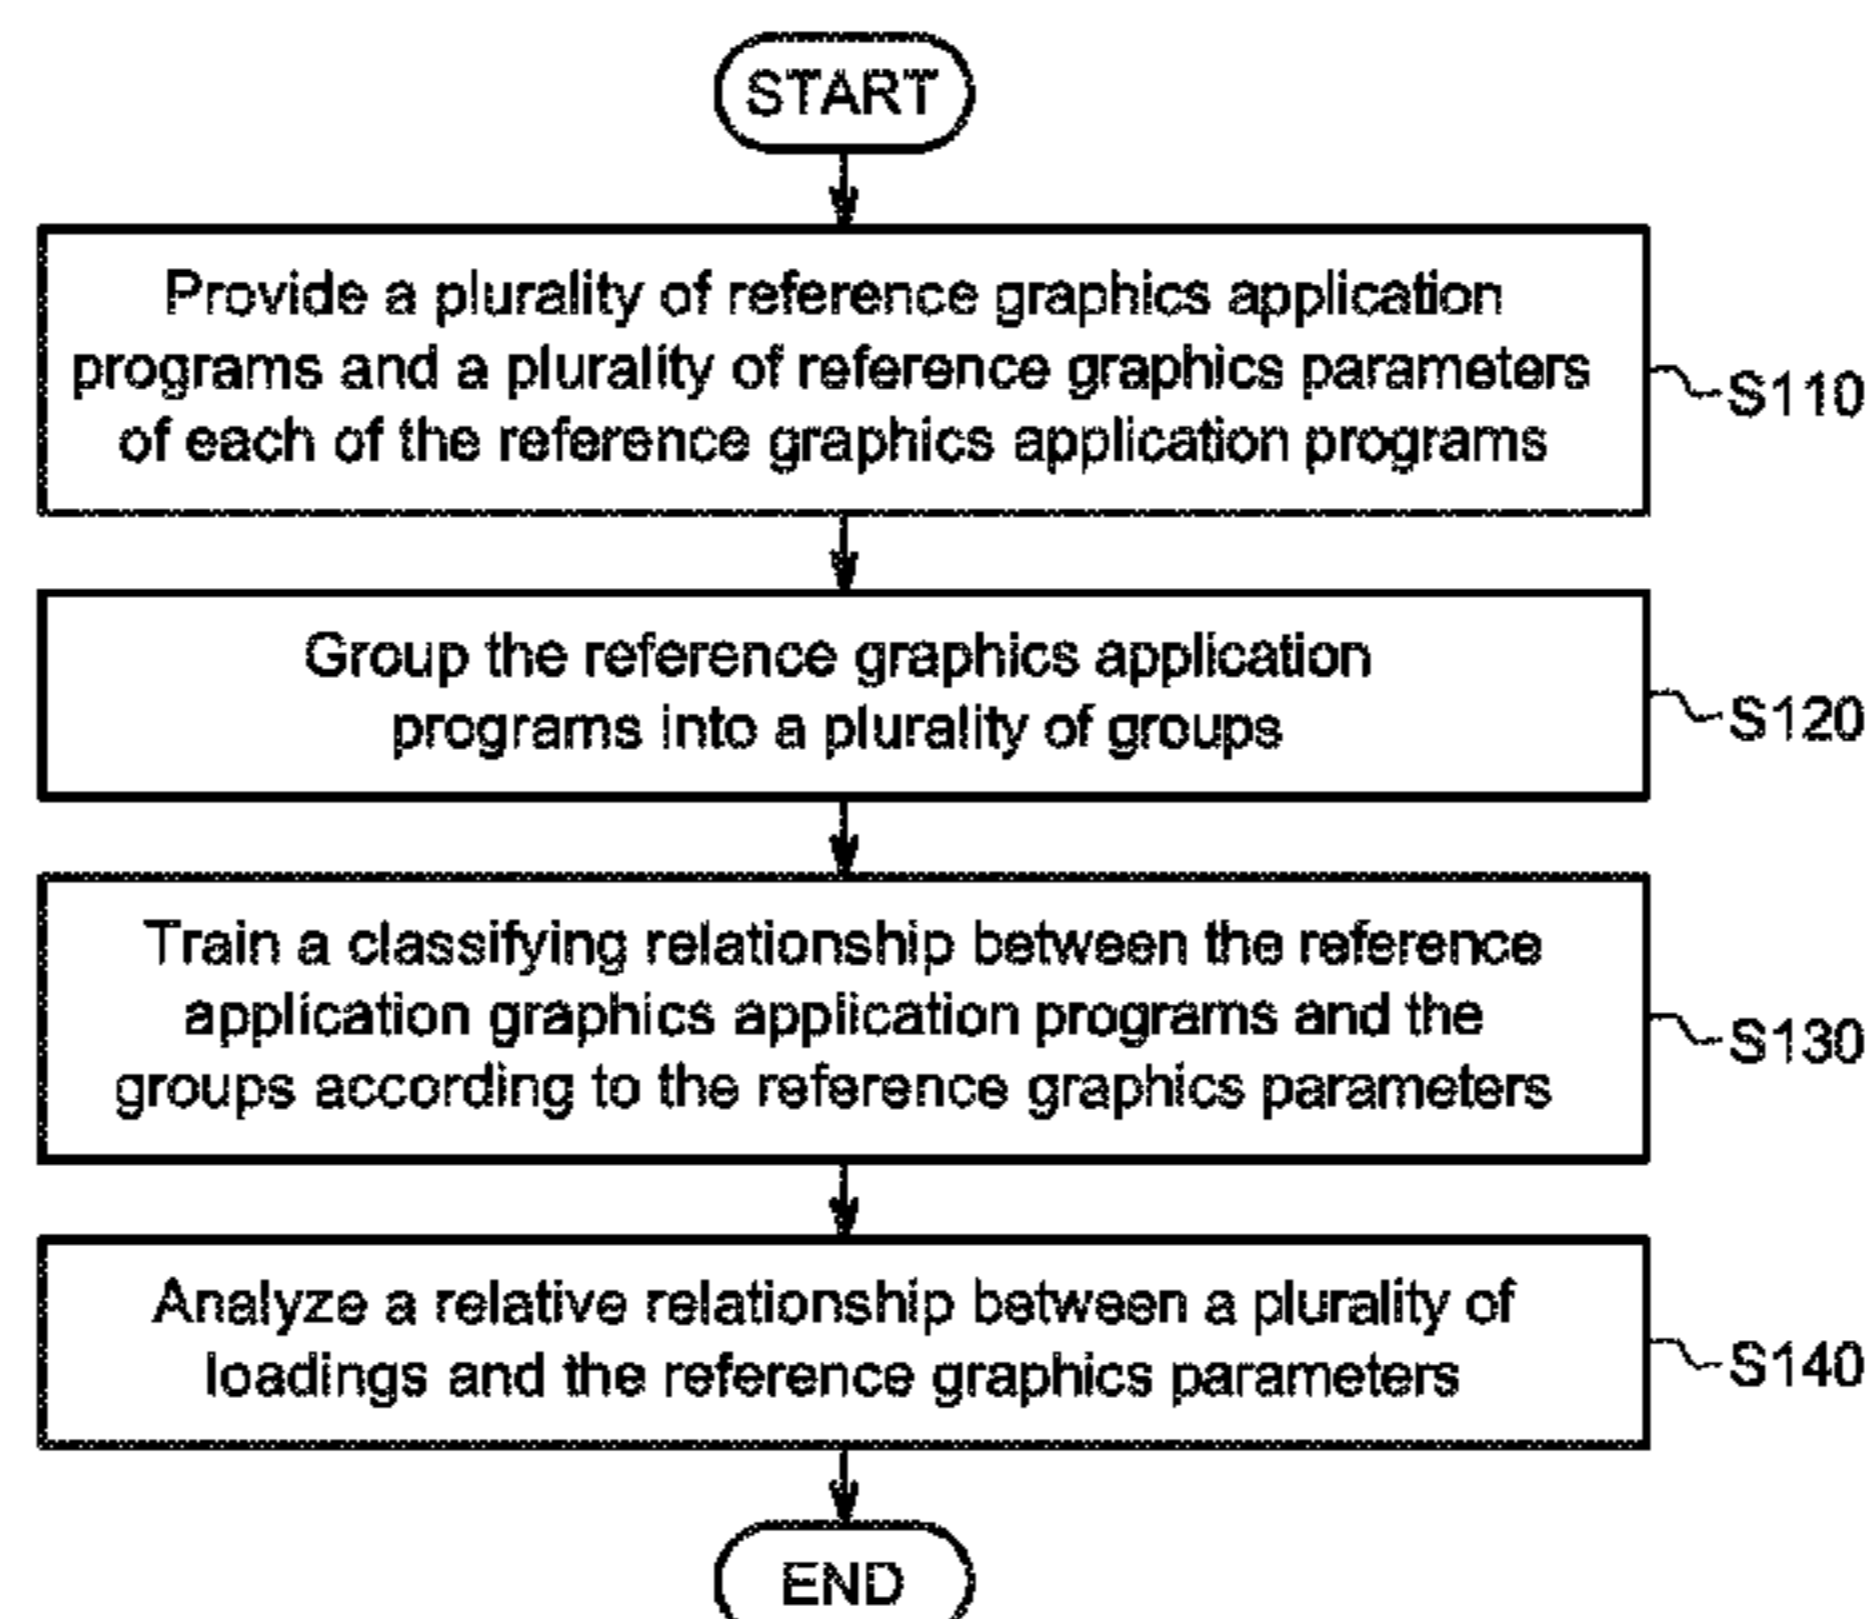 START
Provide a plurality of reference graphics application
programs and a plurality of reference graphics parameters
of each of the reference graphics application programs
S110
Group the reference graphics application
programs into a plurality of groups
S120
Train a classifying relationship between the reference
application graphics application programs and the
groups according to the reference graphics parameters
S130
Analyze a relative relationship between a plurality of
loadings and the reference graphics parameters
S140
END